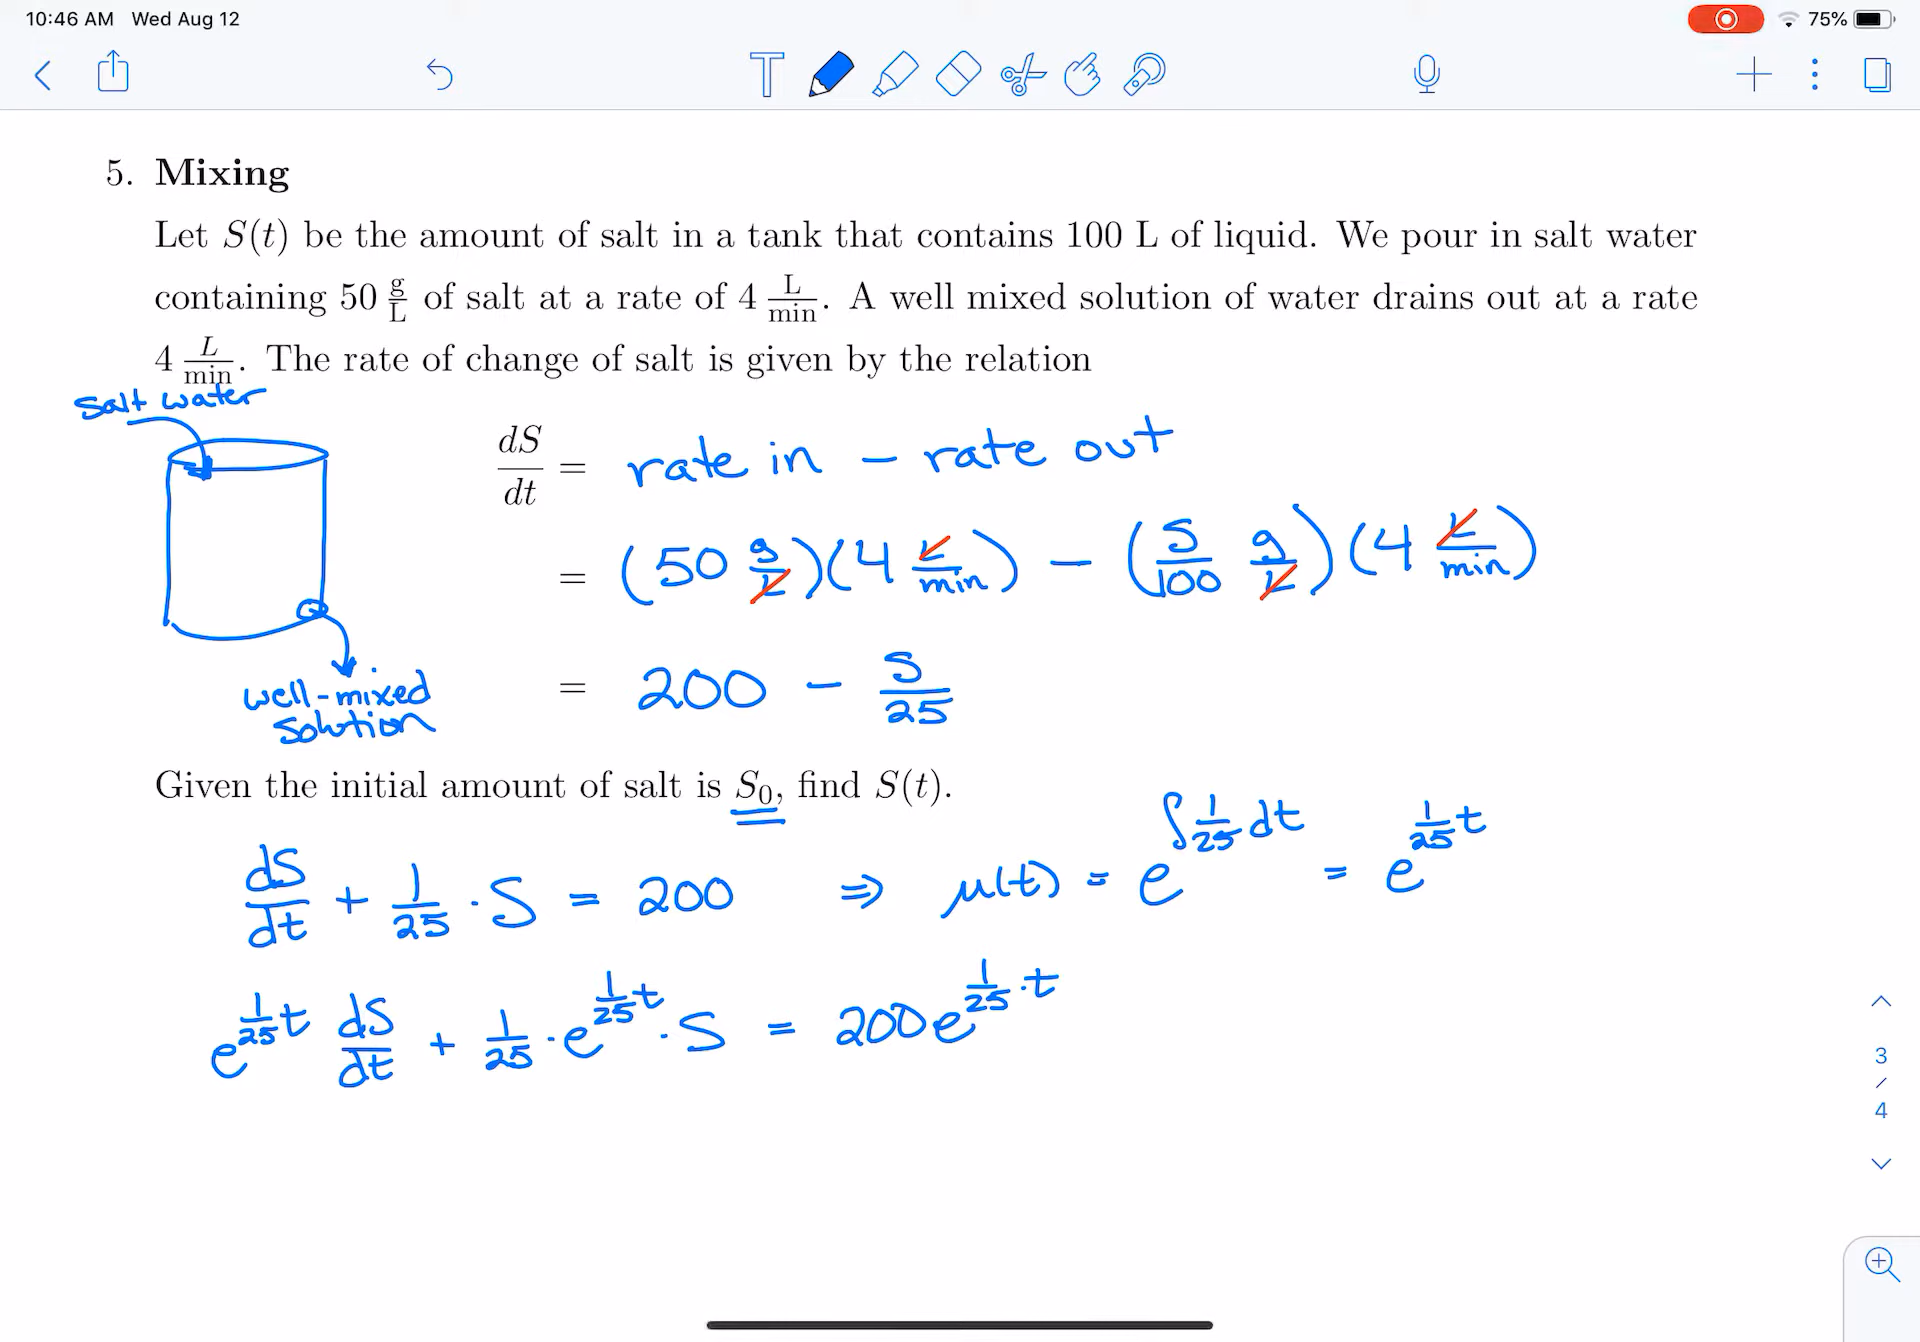 10:46 AM Wed Aug 12
75%
T
5. Mixing
Let S(t) be the amount of salt in a tank that contains 100 L of liquid. We pour in salt water
containing 50 g/L of salt at a rate of 4 L/min. A well mixed solution of water drains out at a rate
4 L/min. The rate of change of salt is given by the relation
salt water
dS/dt = rate in - rate out
= (50 g/L)(4 L/min) - (S/100 g/L)(4 L/min)
= 200 - S/25
well-mixed
solution
Given the initial amount of salt is S₀, find S(t).
dS/dt + 1/25 · S = 200 ⇒ μ(t) = e^(∫ 1/25 dt) = e^(1/25 t)
e^(1/25 t) dS/dt + 1/25 · e^(1/25 t) · S = 200e^(1/25 · t)
3
/
4